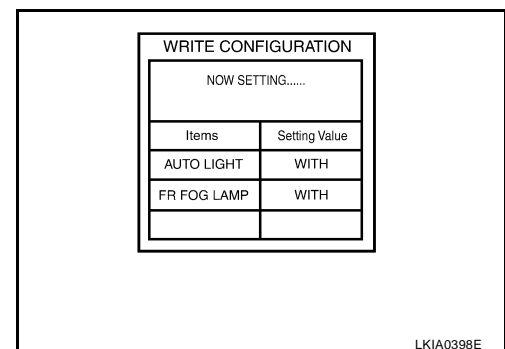 WRITE CONFIGURATION
NOW SETTING......
Items Setting Value
AUTO LIGHT WITH
FR FOG LAMP WITH
LKIA0398E